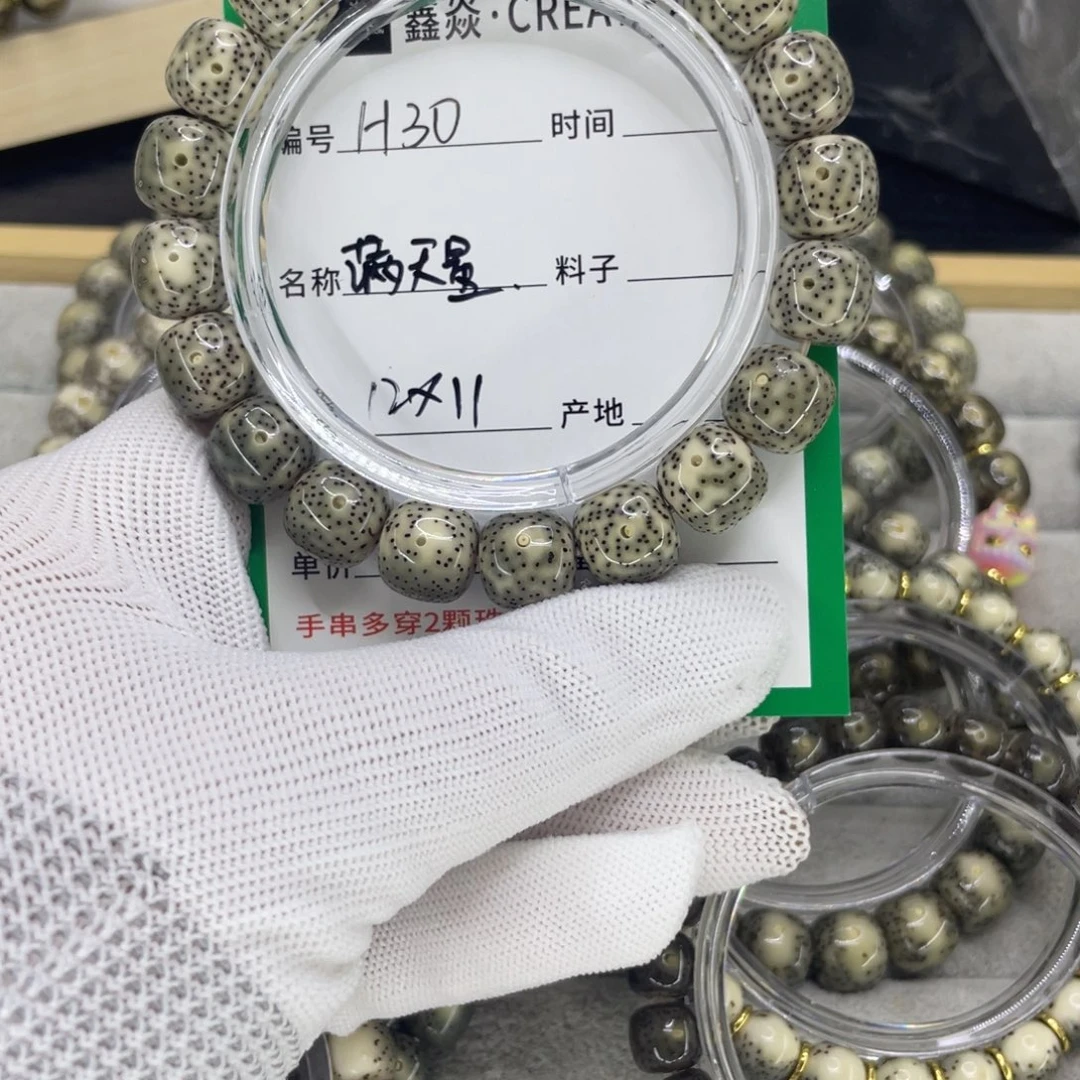 鑫焱·CREA
编号 H30 时间
名称 满天星 料子
12×11 产地
单价
手串多穿2颗珠